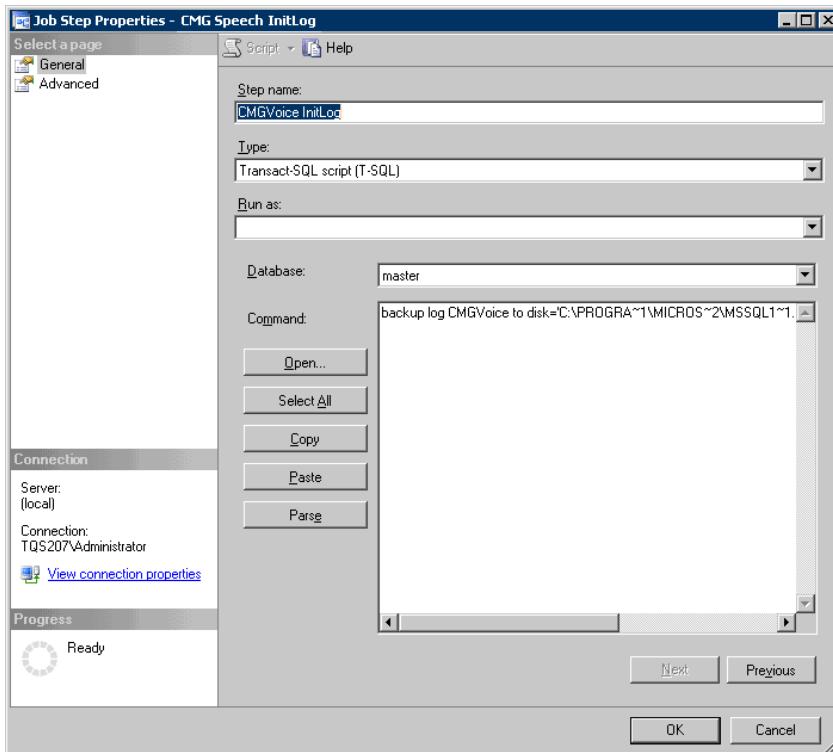 Job Step Properties - CMG Speech InitLog
Select a page
General
Advanced
Script
Help
Step name:
CMGVoice InitLog
Type:
Transact-SQL script (T-SQL)
Run as:
Database:
master
Command:
backup log CMGVoice to disk='C:\PROGRA~1\MICROS~2\MSSQL1~1.
Open...
Select All
Copy
Paste
Parse
Connection
Server:
(local)
Connection:
TQS207\Administrator
View connection properties
Progress
Ready
Next
Previous
OK
Cancel